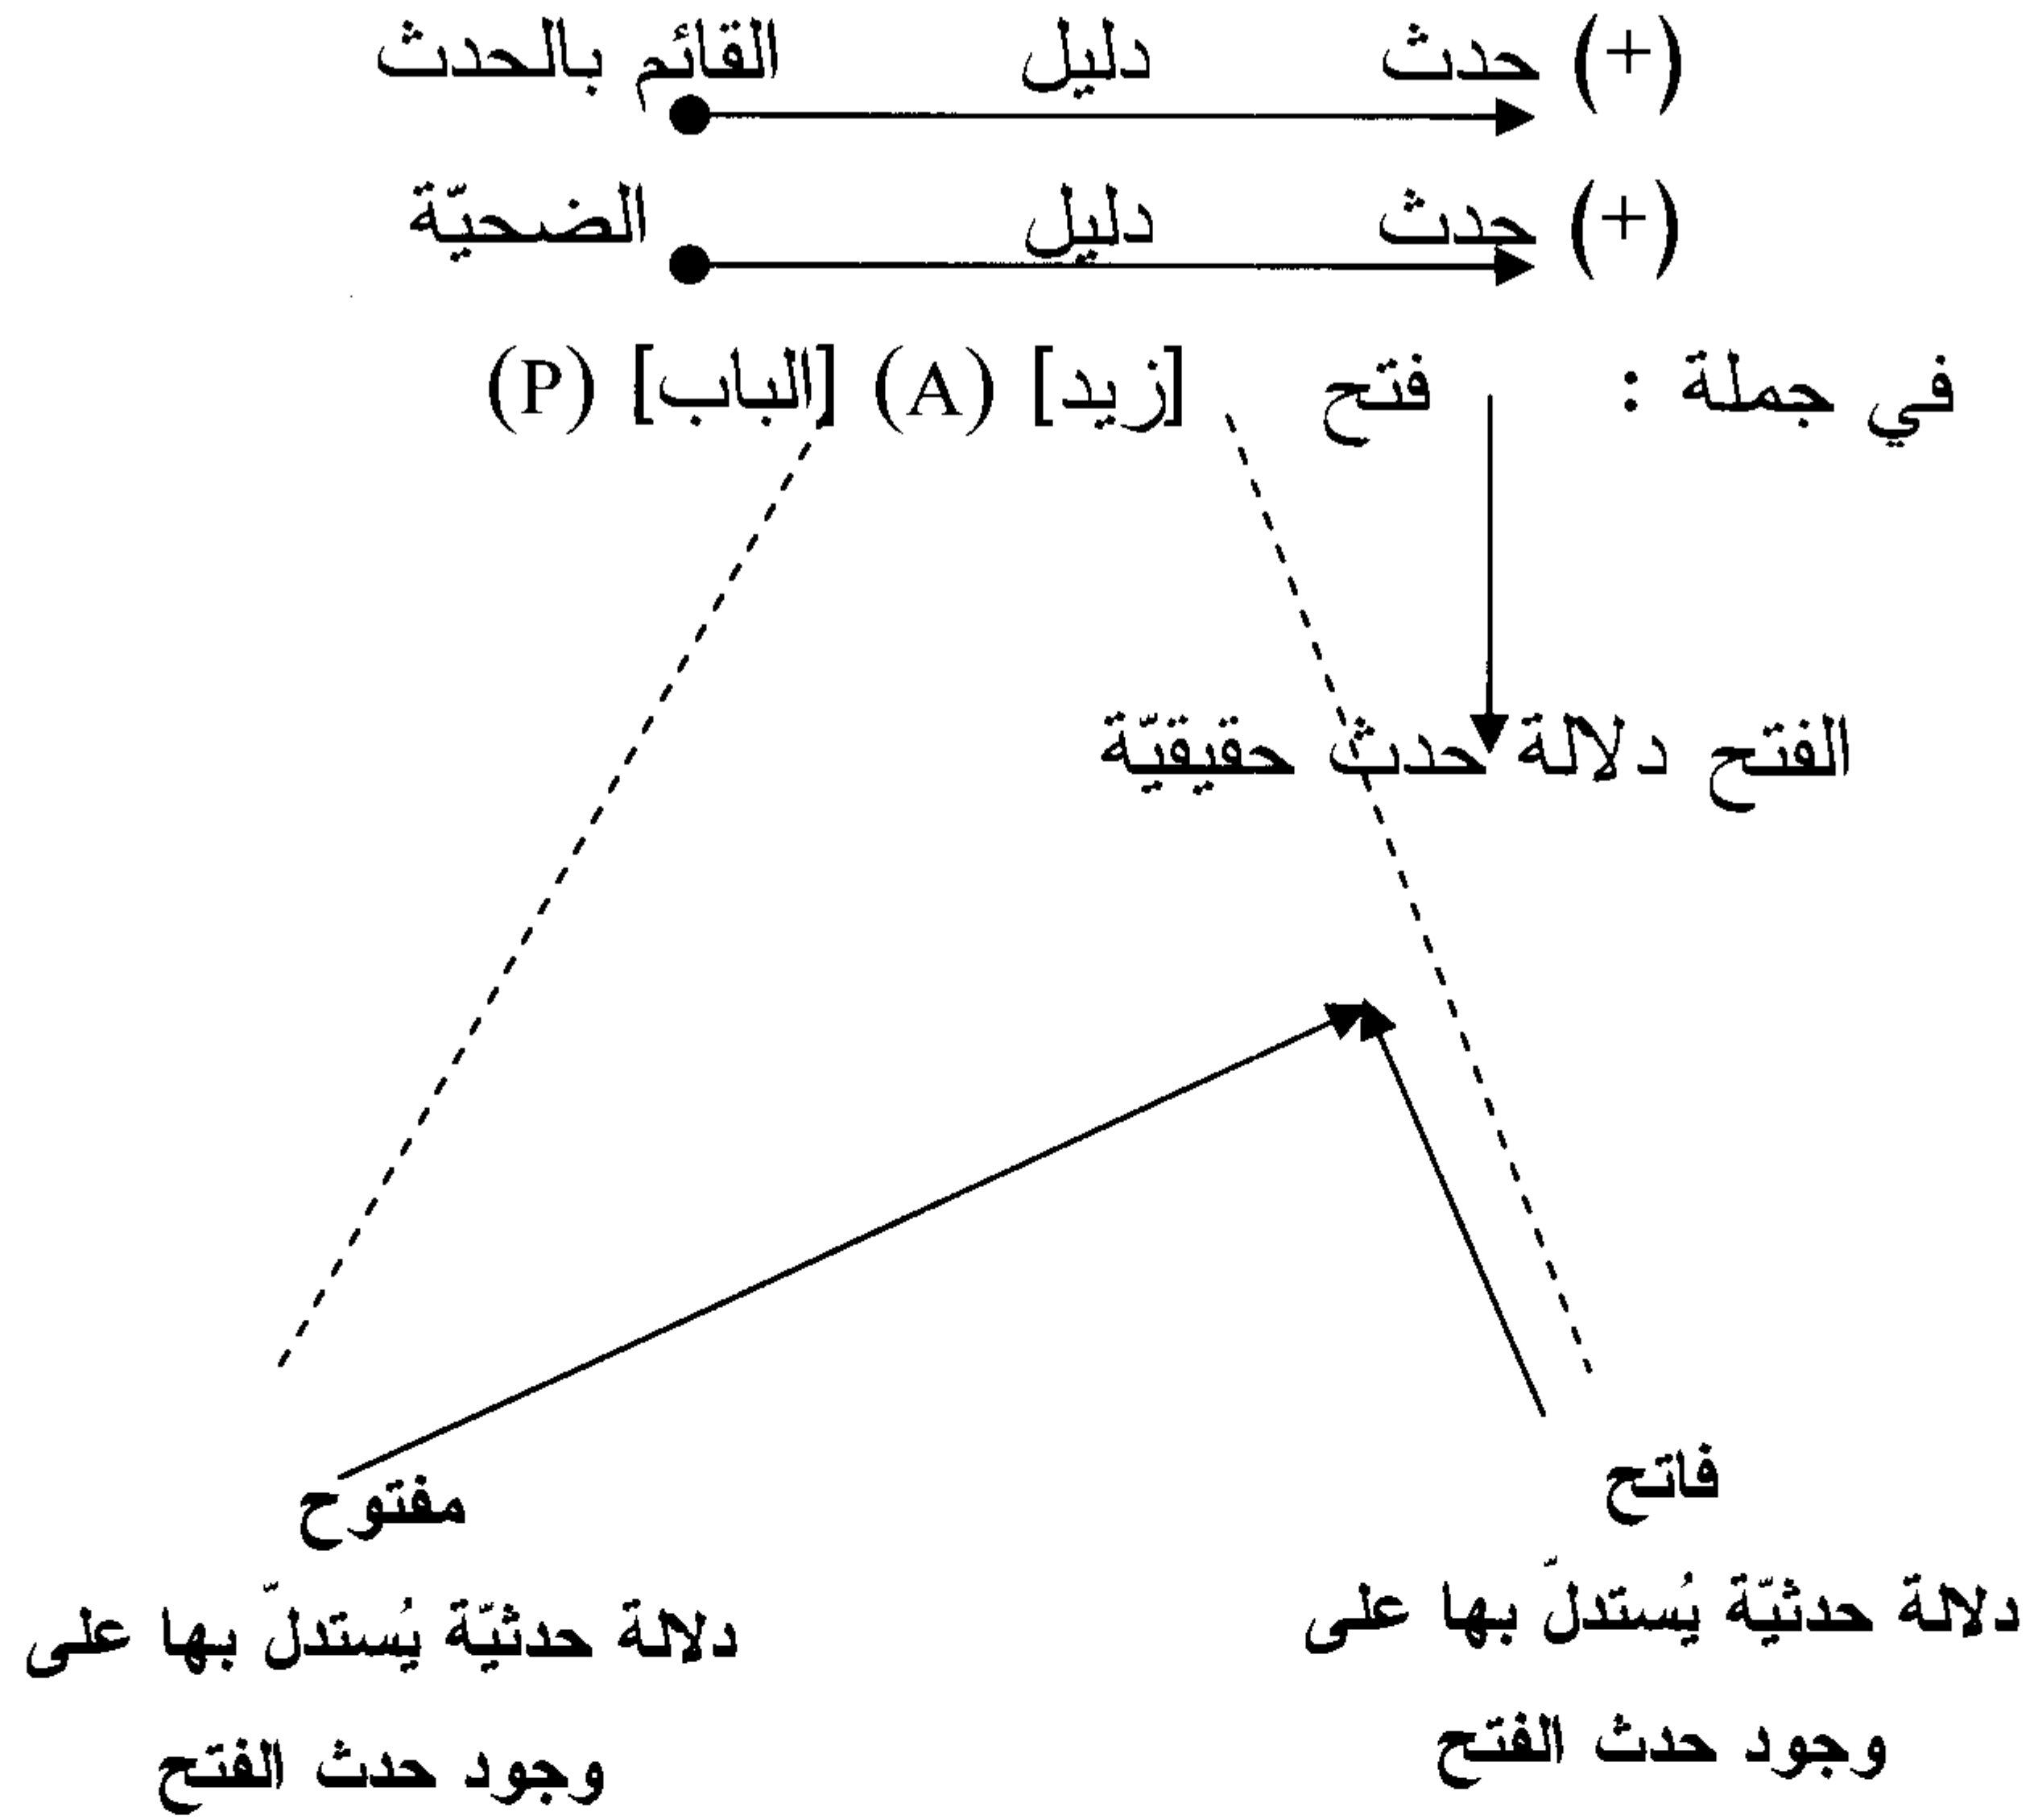 (+) حدث دليل القائم بالحدث
(+) حدث دليل الضحيّة
في جملة : فتح [زيد] (A) [الباب] (P)
الفتح دلالة حدث حقيقيّة
فاتح
دلالة حدثيّة يُستدلّ بها على
وجود حدث الفتح
مفتوح
دلالة حدثيّة يُستدلّ بها على
وجود حدث الفتح